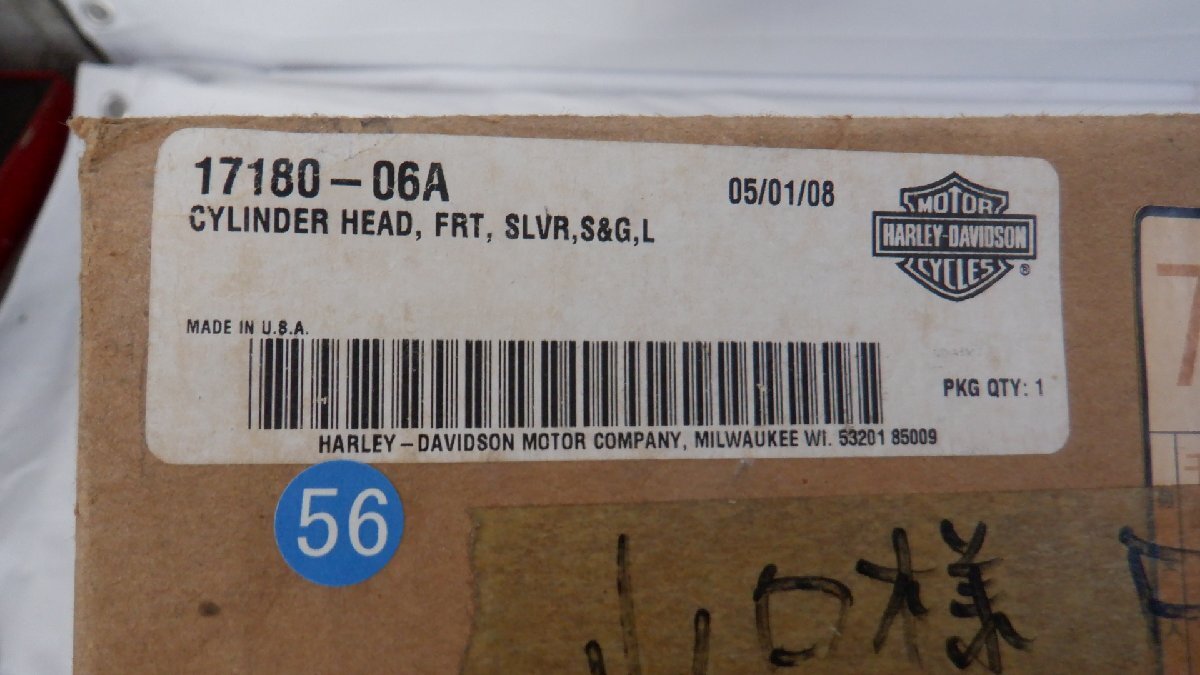 17180-06A
05/01/08
CYLINDER HEAD, FRT, SLVR,S&G,L
MOTOR
HARLEY-DAVIDSON
CYCLES
®
MADE IN U.S.A.
PKG QTY: 1
HARLEY-DAVIDSON MOTOR COMPANY, MILWAUKEE WI. 53201 85009
7
56
山口様